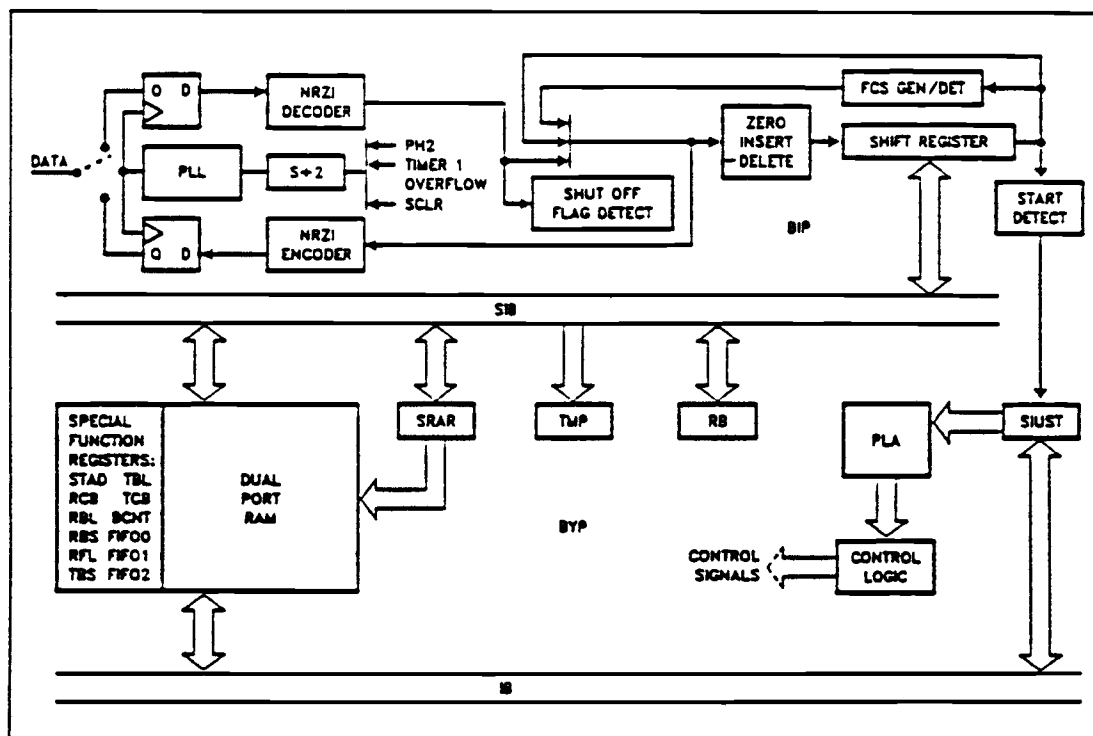 Q D
NRZI
DECODER
FCS GEN/DET
ZERO
INSERT
DELETE
SHIFT REGISTER
DATA
PLL
S÷2
PH2
TIMER 1
OVERFLOW
SCLR
SHUT OFF
FLAG DETECT
START
DETECT
BIP
Q D
NRZI
ENCODER
SIB
SPECIAL
FUNCTION
REGISTERS:
STAD TBL
RCB TCB
RBL BCNT
RBS FIFO0
RFL FIFO1
TBS FIFO2
DUAL
PORT
RAM
SRAR
TMP
RB
PLA
SIUST
BYP
CONTROL
SIGNALS
CONTROL
LOGIC
IB